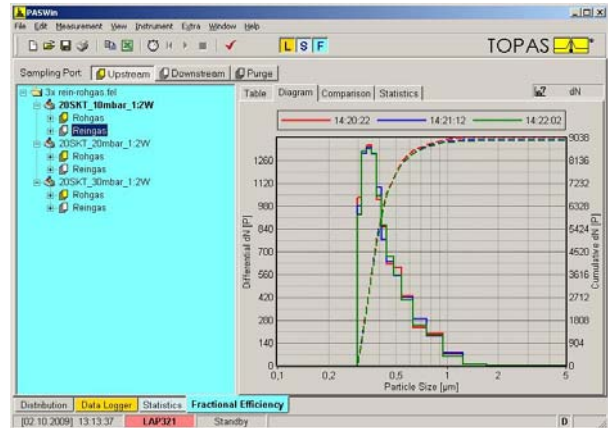 PASWin
File Edit Measurement View Instrument Extra Window Help
L S F TOPAS
Sampling Port Upstream Downstream Purge
3x rein-rohgas.fel
20SKT_10mbar_1:2W
Rohgas
Reingas
20SKT_20mbar_1:2W
Rohgas
Reingas
20SKT_30mbar_1:2W
Rohgas
Reingas
Table Diagram Comparison Statistics dN
14:20:22 14:21:12 14:22:02
Differential dN [P]
1260
1120
980
840
700
560
420
280
140
0
9038
8136
7232
6328
5424
4520
3616
2712
1808
904
0
Cumulative dN [P]
0,1 0,2 0,5 1 2 5
Particle Size [µm]
Distribution Data Logger Statistics Fractional Efficiency
[02.10.2009] 13:13:37 LAP321 Standby D